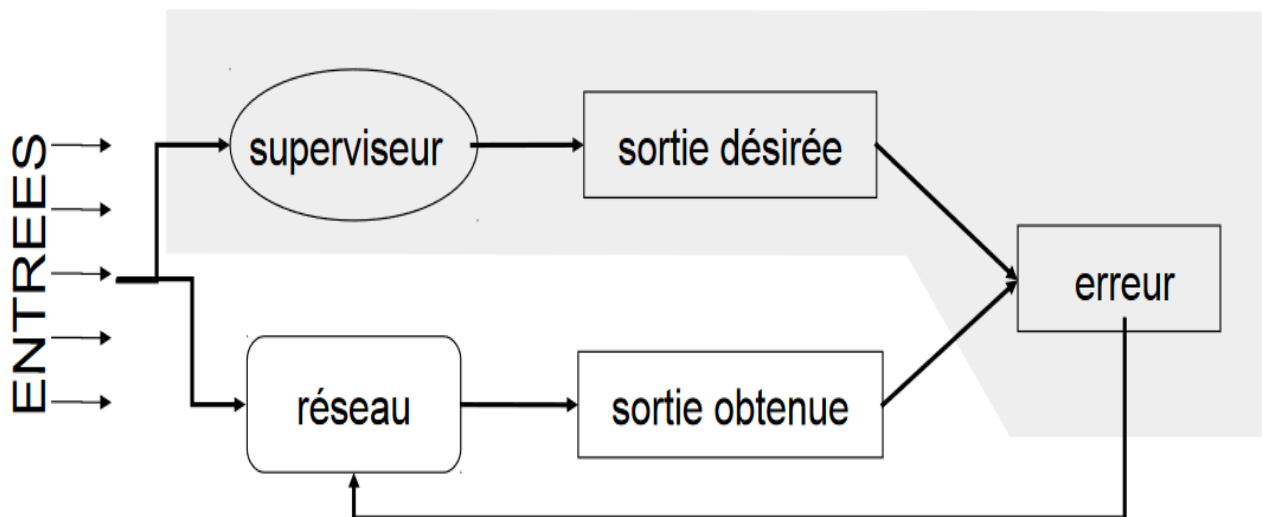 ENTREES
superviseur
sortie désirée
erreur
réseau
sortie obtenue